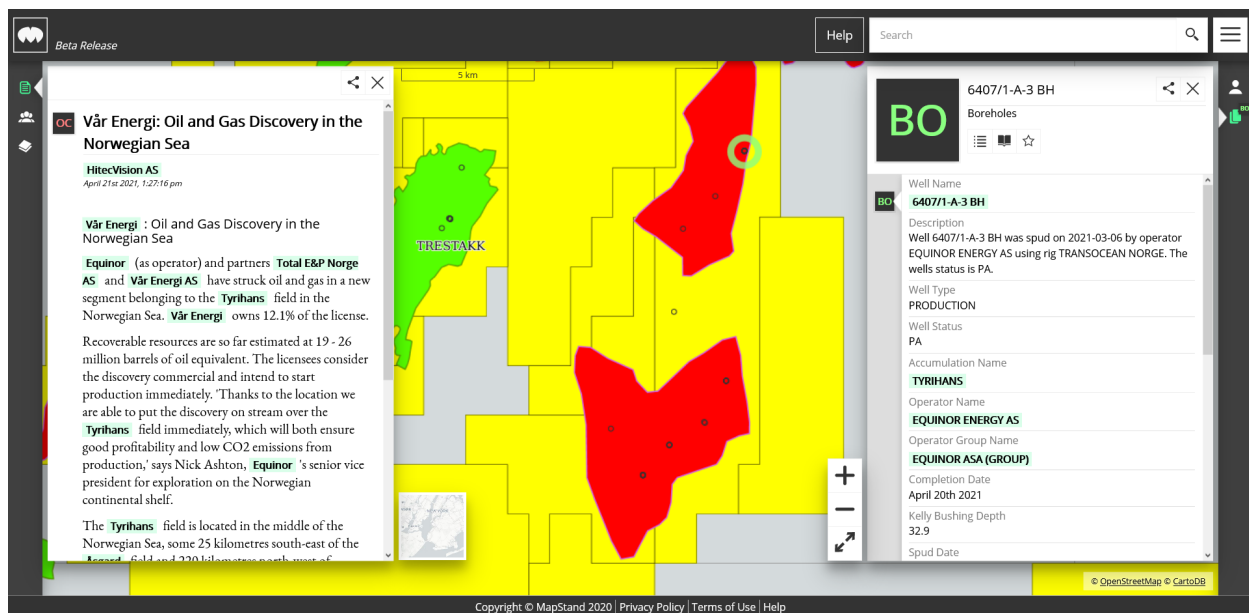 Beta Release
Help
Search
5 km
TRESTAKK
OC
Vår Energi: Oil and Gas Discovery in the
Norwegian Sea
HitecVision AS
April 21st 2021, 1:27:16 pm
Vår Energi : Oil and Gas Discovery in the
Norwegian Sea
Equinor (as operator) and partners Total E&P Norge
AS and Vår Energi AS have struck oil and gas in a new
segment belonging to the Tyrihans field in the
Norwegian Sea. Vår Energi owns 12.1% of the license.
Recoverable resources are so far estimated at 19 - 26
million barrels of oil equivalent. The licensees consider
the discovery commercial and intend to start
production immediately. 'Thanks to the location we
are able to put the discovery on stream over the
Tyrihans field immediately, which will both ensure
good profitability and low CO2 emissions from
production,' says Nick Ashton, Equinor 's senior vice
president for exploration on the Norwegian
continental shelf.
The Tyrihans field is located in the middle of the
Norwegian Sea, some 25 kilometres south-east of the
Åsgard field and 220 kilometres north-west of
BO
6407/1-A-3 BH
Boreholes
BO
BO
Well Name
6407/1-A-3 BH
Description
Well 6407/1-A-3 BH was spud on 2021-03-06 by operator
EQUINOR ENERGY AS using rig TRANSOCEAN NORGE. The
wells status is PA.
Well Type
PRODUCTION
Well Status
PA
Accumulation Name
TYRIHANS
Operator Name
EQUINOR ENERGY AS
Operator Group Name
EQUINOR ASA (GROUP)
Completion Date
April 20th 2021
Kelly Bushing Depth
32.9
Spud Date
© OpenStreetMap © CartoDB
Copyright © MapStand 2020 | Privacy Policy | Terms of Use | Help